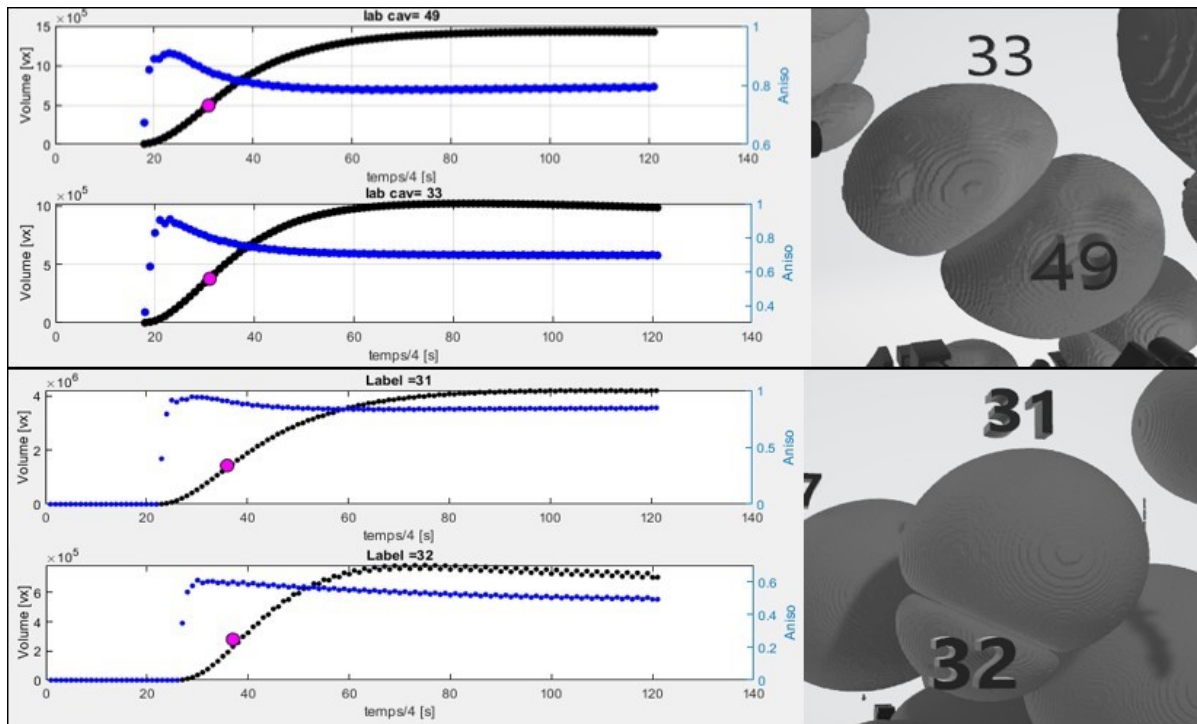 lab cav= 49
×10⁵
15
10
5
0
Volume [vx]
1
0.8
0.6
Aniso
0 20 40 60 80 100 120 140
temps/4 [s]
lab cav= 33
×10⁵
10
5
0
Volume [vx]
1
0.8
0.6
0.4
Aniso
0 20 40 60 80 100 120 140
temps/4 [s]
33
49
Label =31
×10⁶
4
2
0
Volume [vx]
1
0.5
0
Aniso
0 20 40 60 80 100 120 140
temps/4 [s]
Label =32
×10⁵
6
4
2
0
Volume [vx]
0.6
0.4
0.2
0
Aniso
0 20 40 60 80 100 120 140
temps/4 [s]
31
7
32